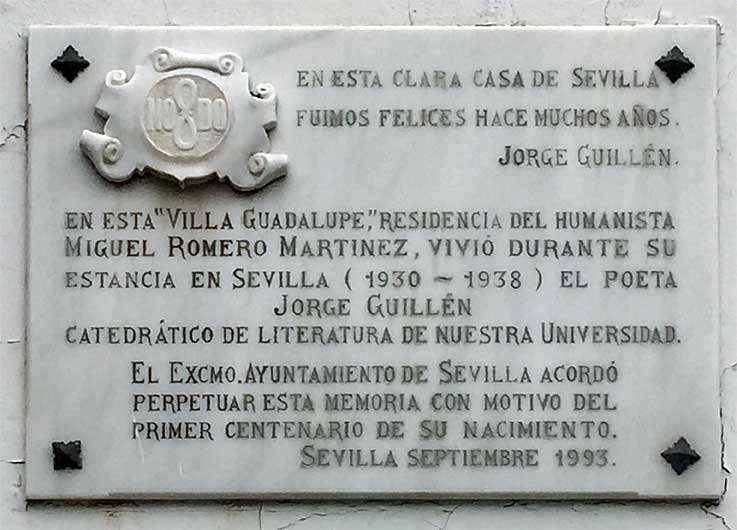 NO8DO
EN ESTA CLARA CASA DE SEVILLA
FUIMOS FELICES HACE MUCHOS AÑOS.
JORGE GUILLÉN.
EN ESTA "VILLA GUADALUPE," RESIDENCIA DEL HUMANISTA
MIGUEL ROMERO MARTINEZ, VIVIÓ DURANTE SU
ESTANCIA EN SEVILLA ( 1930 ~ 1938 ) EL POETA
JORGE GUILLÉN
CATEDRÁTICO DE LITERATURA DE NUESTRA UNIVERSIDAD.
EL EXCMO. AYUNTAMIENTO DE SEVILLA ACORDÓ
PERPETUAR ESTA MEMORIA CON MOTIVO DEL
PRIMER CENTENARIO DE SU NACIMIENTO.
SEVILLA SEPTIEMBRE 1993.